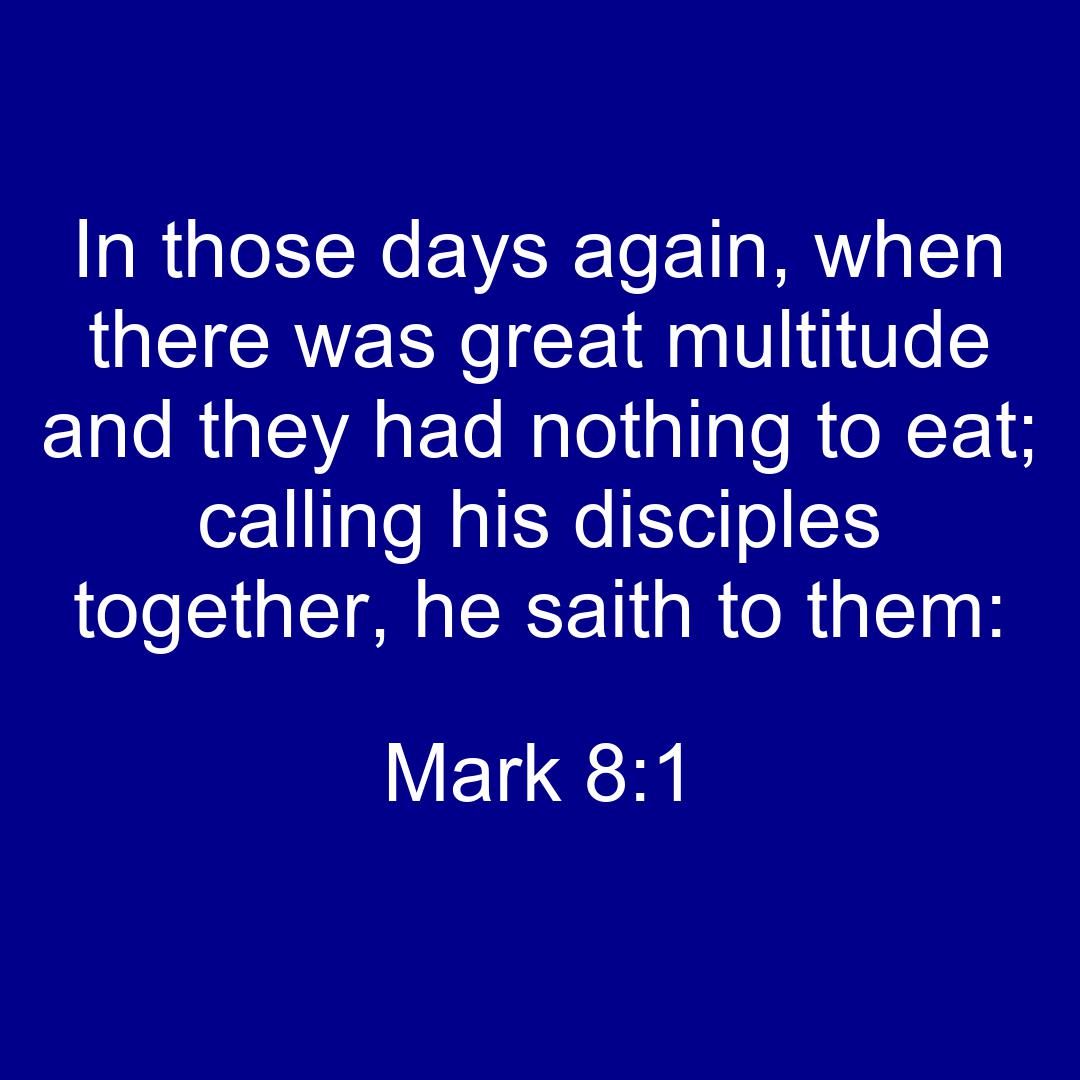 In those days again, when
there was great multitude
and they had nothing to eat;
calling his disciples
together, he saith to them:
Mark 8:1